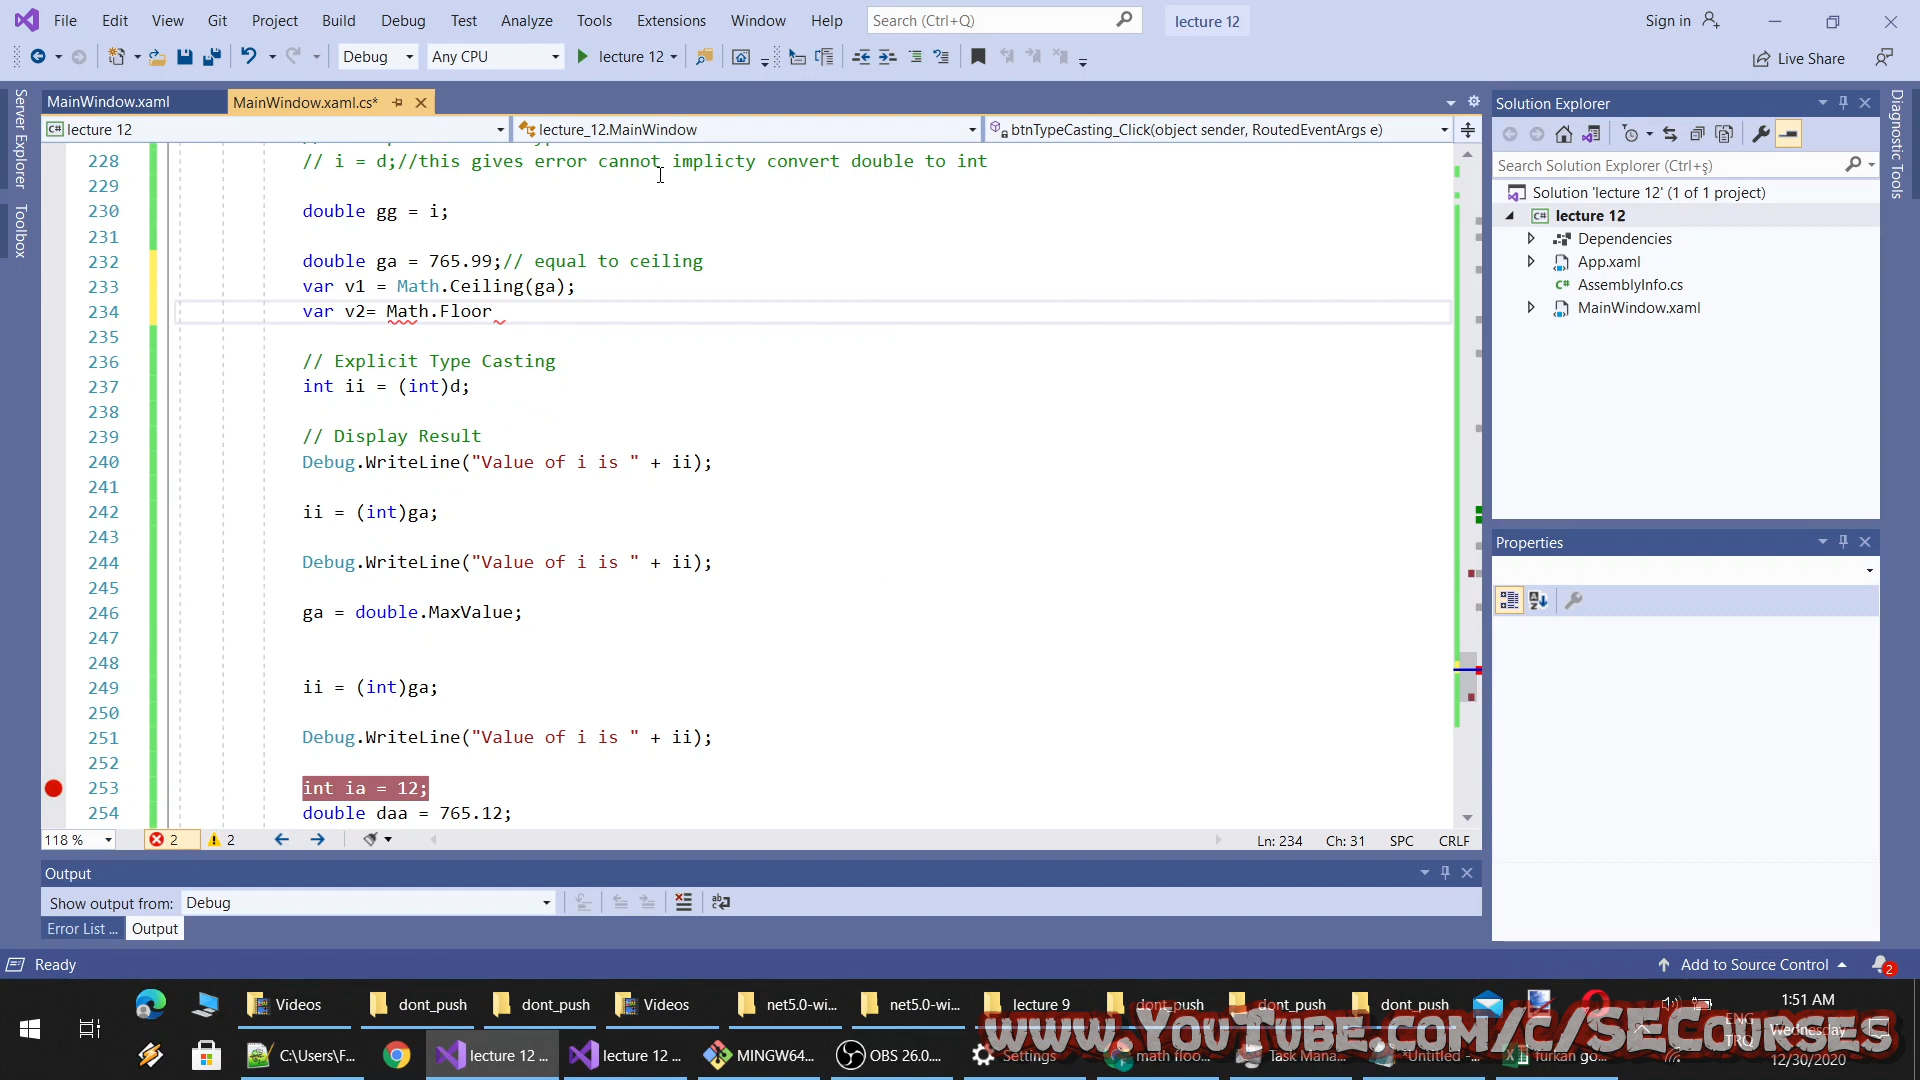 File Edit View Git Project Build Debug Test Analyze Tools Extensions Window Help Search (Ctrl+Q) lecture 12 Sign in
Debug Any CPU lecture 12 Live Share
MainWindow.xaml MainWindow.xaml.cs*
lecture 12 lecture_12.MainWindow btnTypeCasting_Click(object sender, RoutedEventArgs e)
Server Explorer
Toolbox
228 // i = d;//this gives error cannot implicty convert double to int
229
230 double gg = i;
231
232 double ga = 765.99;// equal to ceiling
233 var v1 = Math.Ceiling(ga);
234 var v2= Math.Floor
235
236 // Explicit Type Casting
237 int ii = (int)d;
238
239 // Display Result
240 Debug.WriteLine("Value of i is " + ii);
241
242 ii = (int)ga;
243
244 Debug.WriteLine("Value of i is " + ii);
245
246 ga = double.MaxValue;
247
248
249 ii = (int)ga;
250
251 Debug.WriteLine("Value of i is " + ii);
252
253 int ia = 12;
254 double daa = 765.12;
118 % 2 2 Ln: 234 Ch: 31 SPC CRLF
Output
Show output from: Debug
Error List ... Output
Solution Explorer
Search Solution Explorer (Ctrl+ş)
Solution 'lecture 12' (1 of 1 project)
lecture 12
Dependencies
App.xaml
AssemblyInfo.cs
MainWindow.xaml
Properties
Diagnostic Tools
Ready Add to Source Control 2
Videos dont_push dont_push Videos net5.0-wi... net5.0-wi... lecture 9 dont_push dont_push dont_push 1:51 AM
ENG Wednesday
www.YouTube.com/c/SECourses
C:\Users\F... lecture 12 ... lecture 12 ... MINGW64... OBS 26.0.... Settings math floo... Task Mana... *Untitled -... furkan go... TRQ 12/30/2020